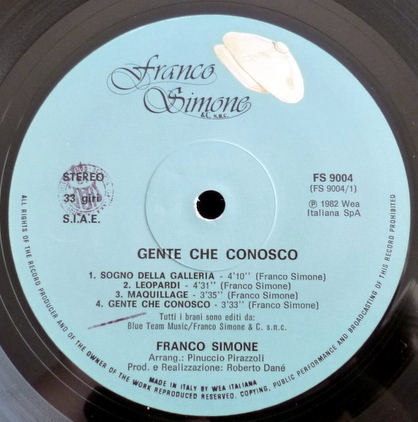 Franco
Simone
& C. s.n.c.
STEREO
33 giri
S.I.A.E.
FS 9004
(FS 9004/1)
℗ 1982 Wea
Italiana SpA
GENTE CHE CONOSCO
1. SOGNO DELLA GALLERIA - 4'10'' (Franco Simone)
2. LEOPARDI - 4'31'' (Franco Simone)
3. MAQUILLAGE - 3'35'' (Franco Simone)
4. GENTE CHE CONOSCO - 3'33'' (Franco Simone)
Tutti i brani sono editi da:
Blue Team Music/Franco Simone & C. s.n.c.
FRANCO SIMONE
Arrang.: Pinuccio Pirazzoli
Prod. e Realizzazione: Roberto Dané
MADE IN ITALY BY WEA ITALIANA
ALL RIGHTS OF THE RECORD PRODUCER AND OF THE OWNER OF THE WORK REPRODUCED RESERVED. COPYING, PUBLIC PERFORMANCE AND BROADCASTING OF THIS RECORD PROHIBITED